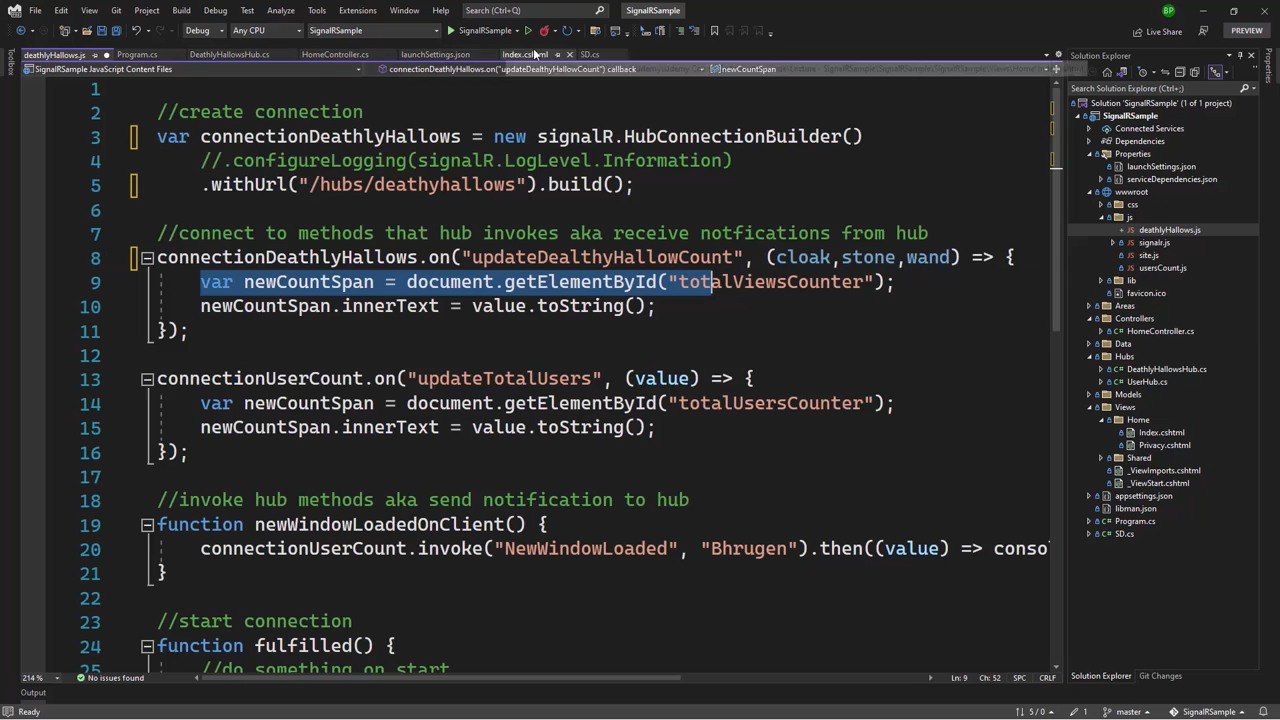 File Edit View Git Project Build Debug Test Analyze Tools Extensions Window Help Search (Ctrl+Q) SignalRSample BP
Debug Any CPU SignalRSample SignalRSample Live Share PREVIEW
deathlyHallows.js Program.cs DeathlyHallowsHub.cs HomeController.cs launchSettings.json Index.cshtml SD.cs
SignalRSample JavaScript Content Files connectionDeathlyHallows.on("updateDealthyHallowCount") callback newCountSpan
1
2 //create connection
3 var connectionDeathlyHallows = new signalR.HubConnectionBuilder()
4 //.configureLogging(signalR.LogLevel.Information)
5 .withUrl("/hubs/deathyhallows").build();
6
7 //connect to methods that hub invokes aka receive notfications from hub
8 connectionDeathlyHallows.on("updateDealthyHallowCount", (cloak,stone,wand) => {
9 var newCountSpan = document.getElementById("totalViewsCounter");
10 newCountSpan.innerText = value.toString();
11 });
12
13 connectionUserCount.on("updateTotalUsers", (value) => {
14 var newCountSpan = document.getElementById("totalUsersCounter");
15 newCountSpan.innerText = value.toString();
16 });
17
18 //invoke hub methods aka send notification to hub
19 function newWindowLoadedOnClient() {
20 connectionUserCount.invoke("NewWindowLoaded", "Bhrugen").then((value) => conso
21 }
22
23 //start connection
24 function fulfilled() {
25 //do something on start
214 % No issues found Ln: 9 Ch: 52 SPC CRLF
Output
Ready 5 / 0 1 master SignalRSample
Toolbox
Properties
Solution Explorer
Search Solution Explorer (Ctrl+;)
Solution 'SignalRSample' (1 of 1 project)
SignalRSample
Connected Services
Dependencies
Properties
launchSettings.json
serviceDependencies.json
wwwroot
css
js
deathlyHallows.js
signalr.js
site.js
usersCount.js
lib
favicon.ico
Areas
Controllers
HomeController.cs
Data
Hubs
DeathlyHallowsHub.cs
UserHub.cs
Models
Views
Home
Index.cshtml
Privacy.cshtml
Shared
_ViewImports.cshtml
_ViewStart.cshtml
appsettings.json
libman.json
Program.cs
SD.cs
Solution Explorer Git Changes